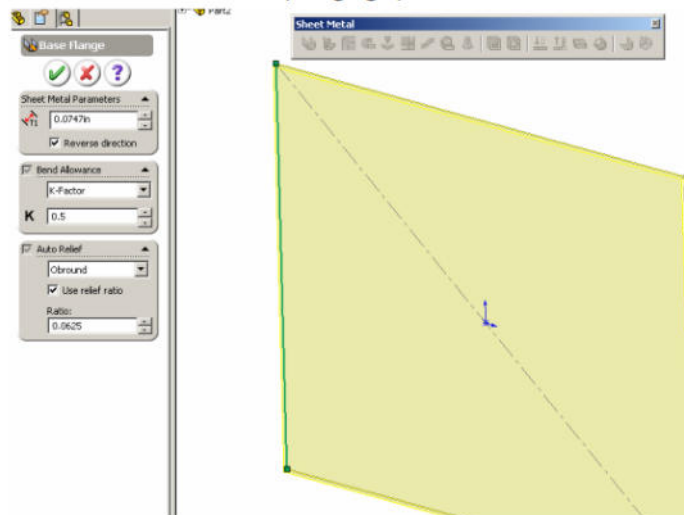 Part2
Sheet Metal
Base Flange
Sheet Metal Parameters
T1
0.0747in
Reverse direction
Bend Allowance
K-Factor
K
0.5
Auto Relief
Obround
Use relief ratio
Ratio:
0.0625